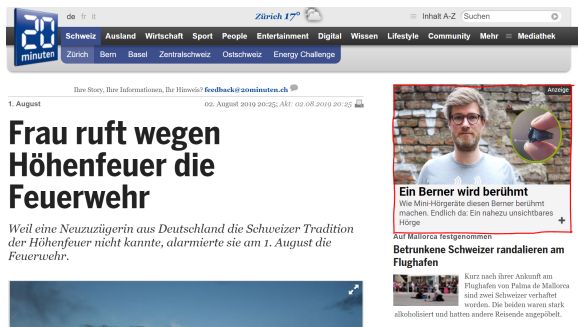 de fr it
Zürich 17°
Inhalt A-Z
Suchen
20
minuten
Schweiz Ausland Wirtschaft Sport People Entertainment Digital Wissen Lifestyle Community Mehr Mediathek
Zürich Bern Basel Zentralschweiz Ostschweiz Energy Challenge
Ihre Story, Ihre Informationen, Ihr Hinweis? feedback@20minuten.ch
1. August
02. August 2019 20:25; Akt: 02.08.2019 20:25
Frau ruft wegen
Höhenfeuer die
Feuerwehr
Weil eine Neuzuzügerin aus Deutschland die Schweizer Tradition
der Höhenfeuer nicht kannte, alarmierte sie am 1. August die
Feuerwehr.
Anzeige
Ein Berner wird berühmt
Wie Mini-Hörgeräte diesen Berner berühmt
machen. Endlich da: Ein nahezu unsichtbares
Hörge
Auf Mallorca festgenommen
Betrunkene Schweizer randalieren am
Flughafen
Kurz nach ihrer Ankunft am
Flughafen von Palma de Mallorca
sind zwei Schweizer verhaftet
worden. Die beiden waren stark
alkoholisiert und hatten andere Reisende angepöbelt.